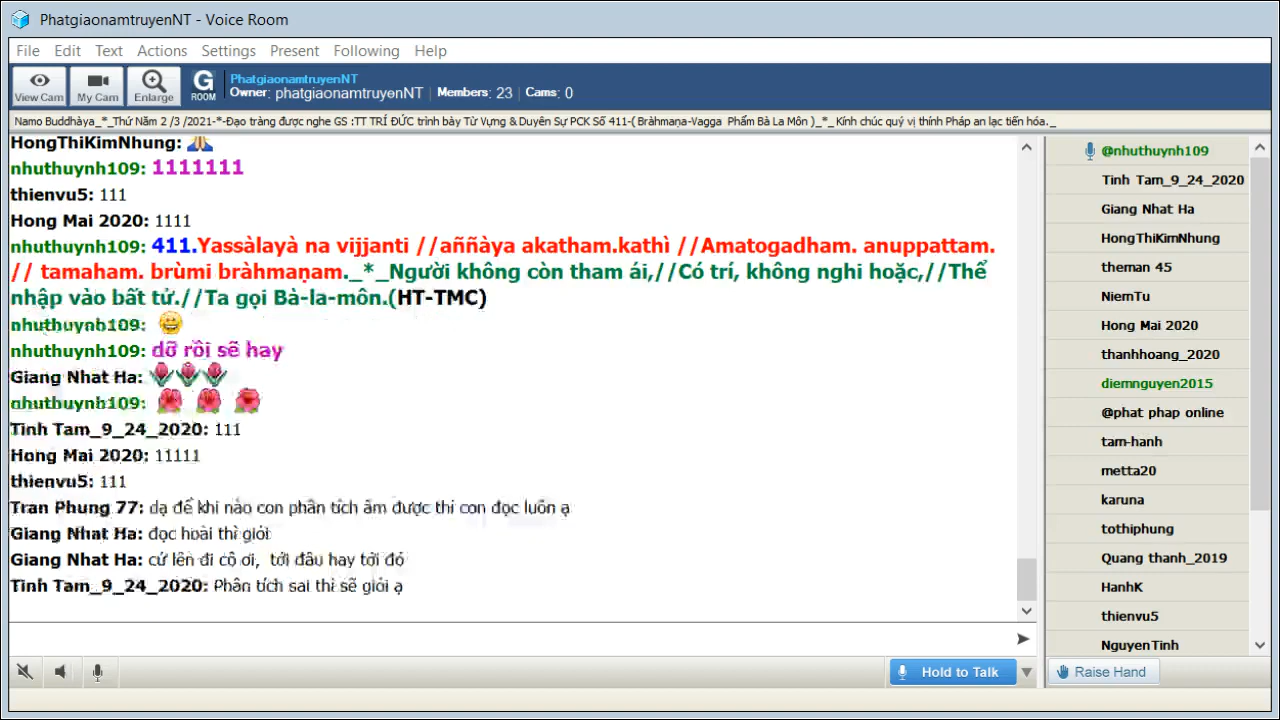 PhatgiaonamtruyenNT - Voice Room
File Edit Text Actions Settings Present Following Help
View Cam My Cam Enlarge G ROOM
PhatgiaonamtruyenNT
Owner: phatgiaonamtruyenNT | Members: 23 | Cams: 0
Namo Buddhàya_*_Thứ Năm 2 /3 /2021-*-Đạo tràng được nghe GS :TT TRÍ ĐỨC trình bày Từ Vựng & Duyên Sự PCK Số 411-( Bràhmaṇa-Vagga Phẩm Bà La Môn )_*_ Kính chúc quý vị thính Pháp an lạc tiến hóa._
HongThiKimNhung:
nhuthuynh109: 1111111
thienvu5: 111
Hong Mai 2020: 1111
nhuthuynh109: 411.Yassàlayà na vijjanti //aññàya akatham.kathì //Amatogadham. anuppattam.
// tamaham. brùmi bràhmaṇam._*_Người không còn tham ái,//Có trí, không nghi hoặc,//Thể
nhập vào bất tử.//Ta gọi Bà-la-môn.(HT-TMC)
nhuthuynh109:
nhuthuynh109: dỡ rồi sẽ hay
Giang Nhat Ha:
nhuthuynh109:
Tinh Tam_9_24_2020: 111
Hong Mai 2020: 11111
thienvu5: 111
Tran Phung 77: dạ để khi nào con phân tích ẩm được thì con đọc luôn ạ
Giang Nhat Ha: đọc hoài thì giỏi
Giang Nhat Ha: cứ lên đi cô ơi, tới đâu hay tới đó
Tinh Tam_9_24_2020: Phân tích sai thì sẽ giỏi ạ
Hold to Talk
@nhuthuynh109
Tinh Tam_9_24_2020
Giang Nhat Ha
HongThiKimNhung
theman 45
NiemTu
Hong Mai 2020
thanhhoang_2020
diemnguyen2015
@phat phap online
tam-hanh
metta20
karuna
tothiphung
Quang thanh_2019
HanhK
thienvu5
NguyenTinh
Raise Hand